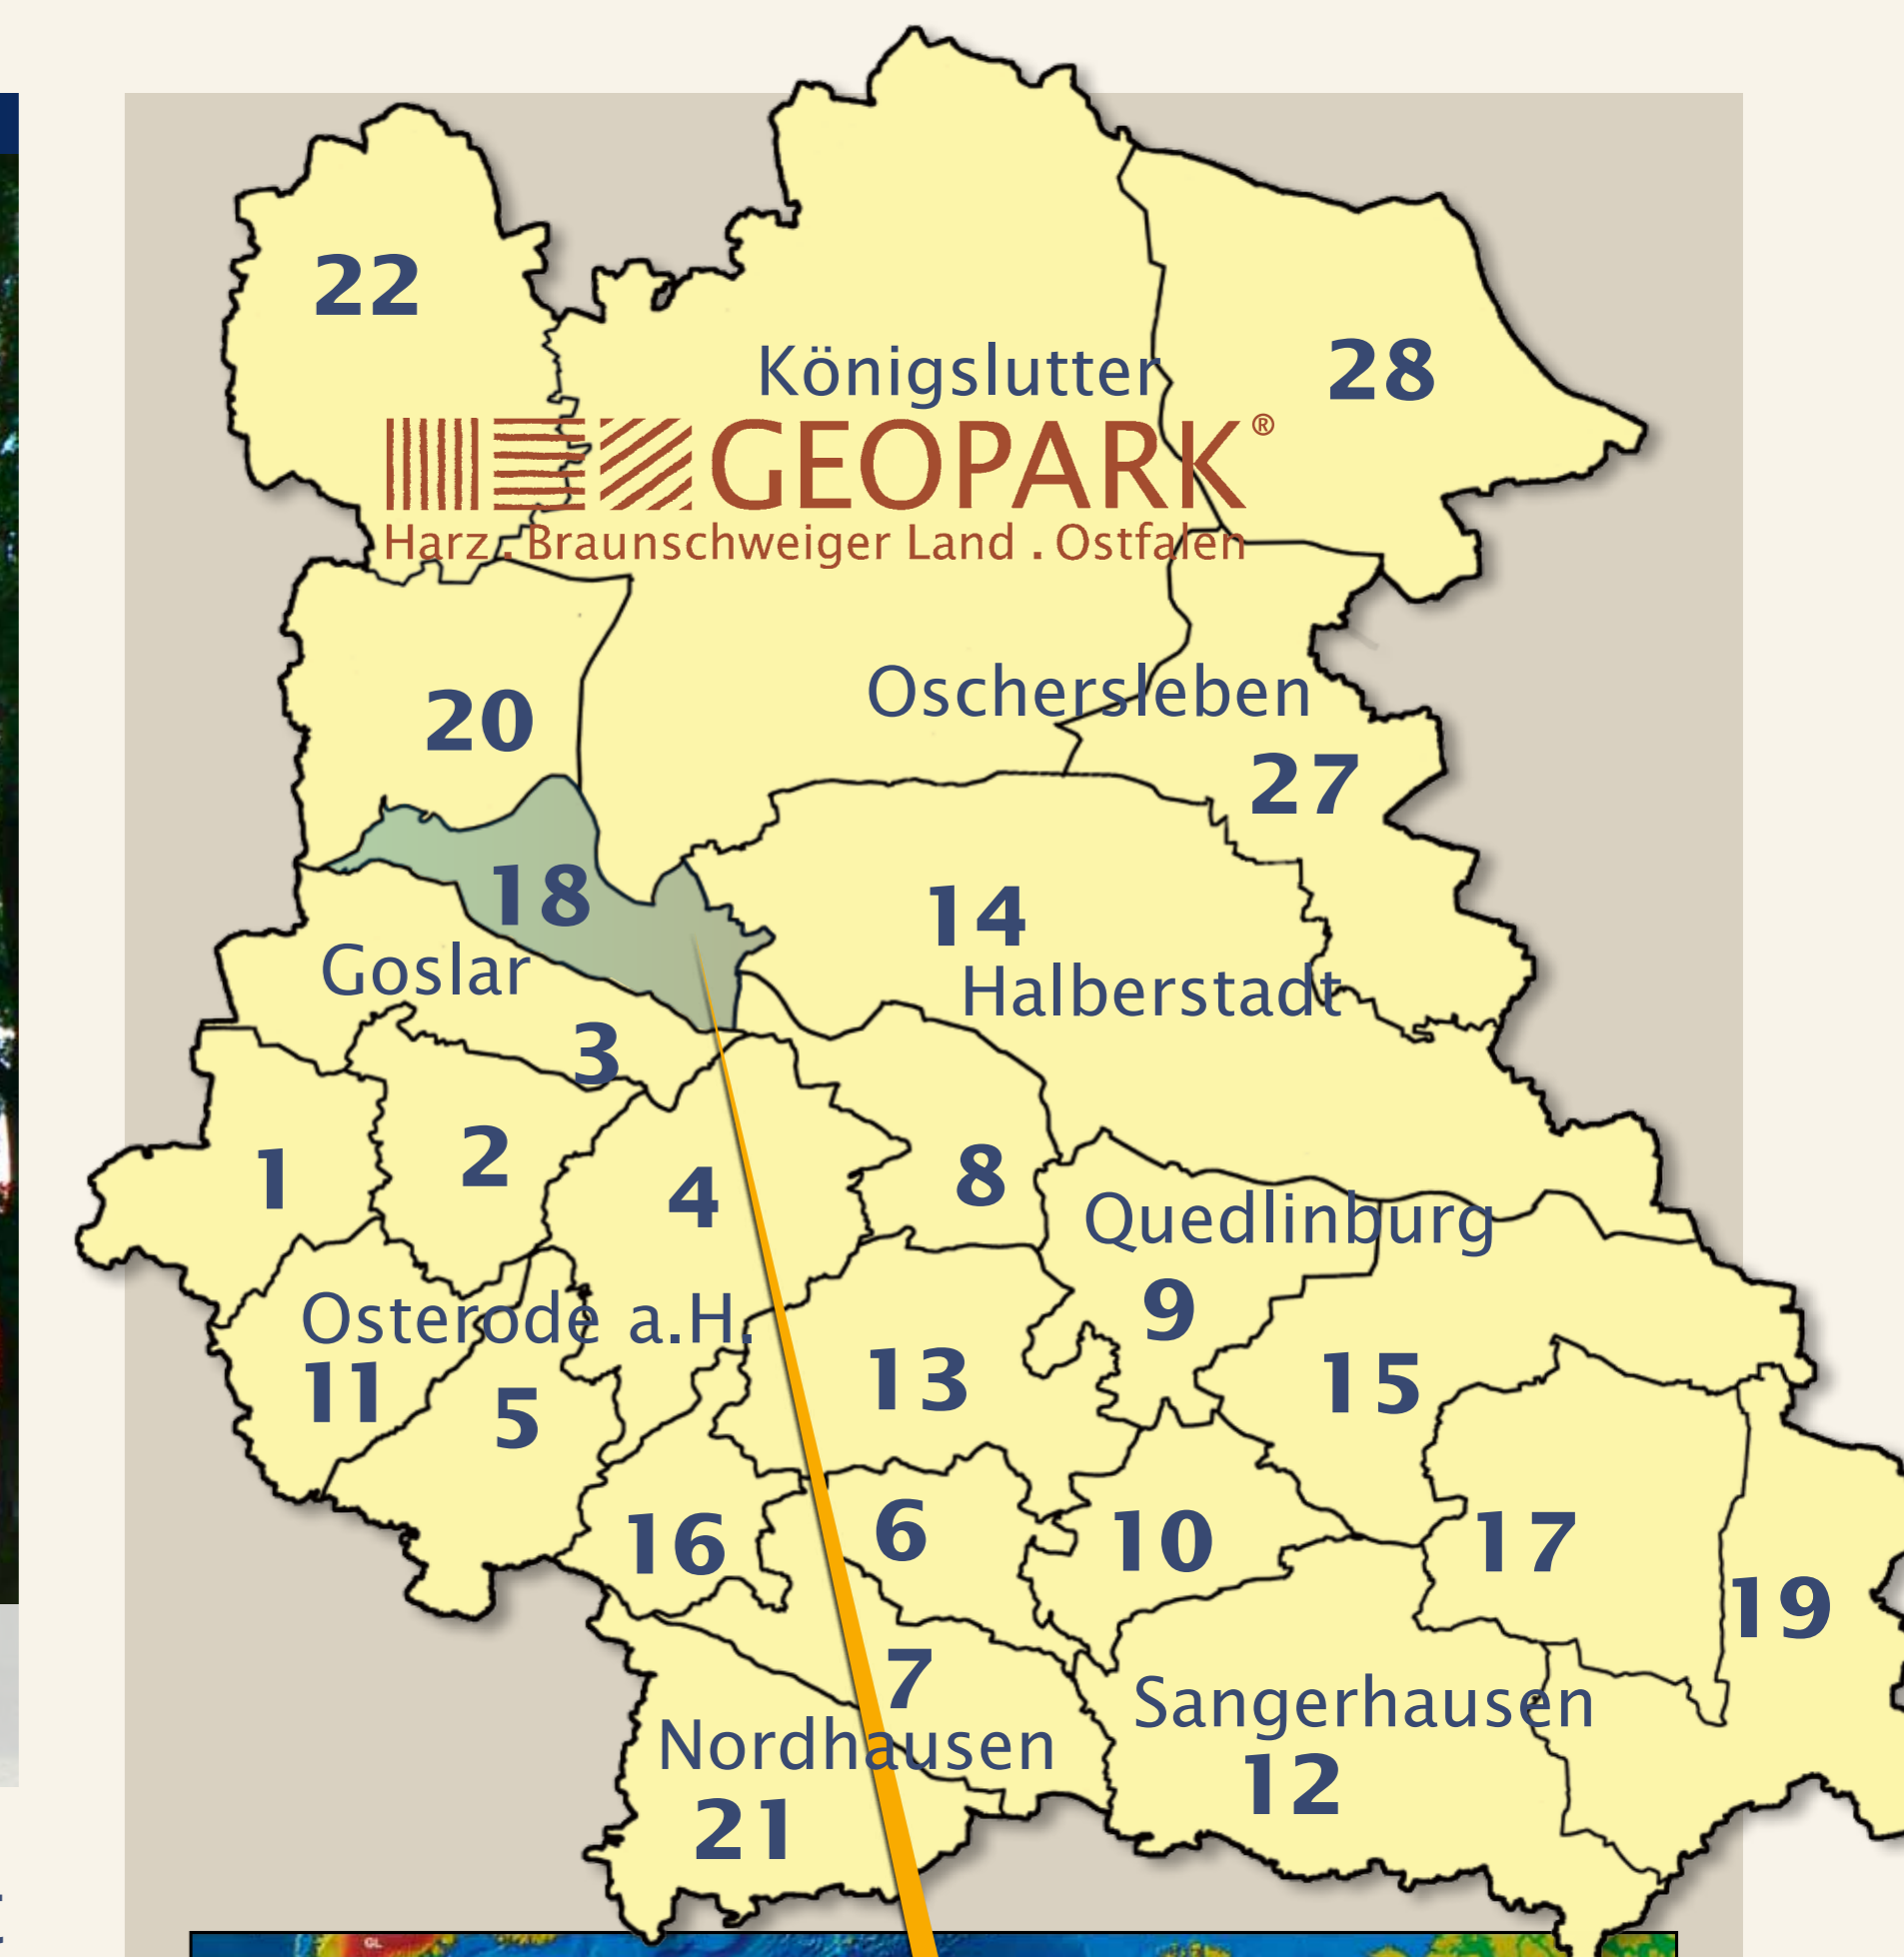 22
28
Königslutter
GEOPARK®
Harz . Braunschweiger Land . Ostfalen
20
Oschersleben
27
18
14
Goslar
Halberstadt
3
1
2
4
8
Quedlinburg
9
Osterode a.H.
11
5
13
15
16
6
10
17
19
7
Sangerhausen
Nordhausen
12
21
GL